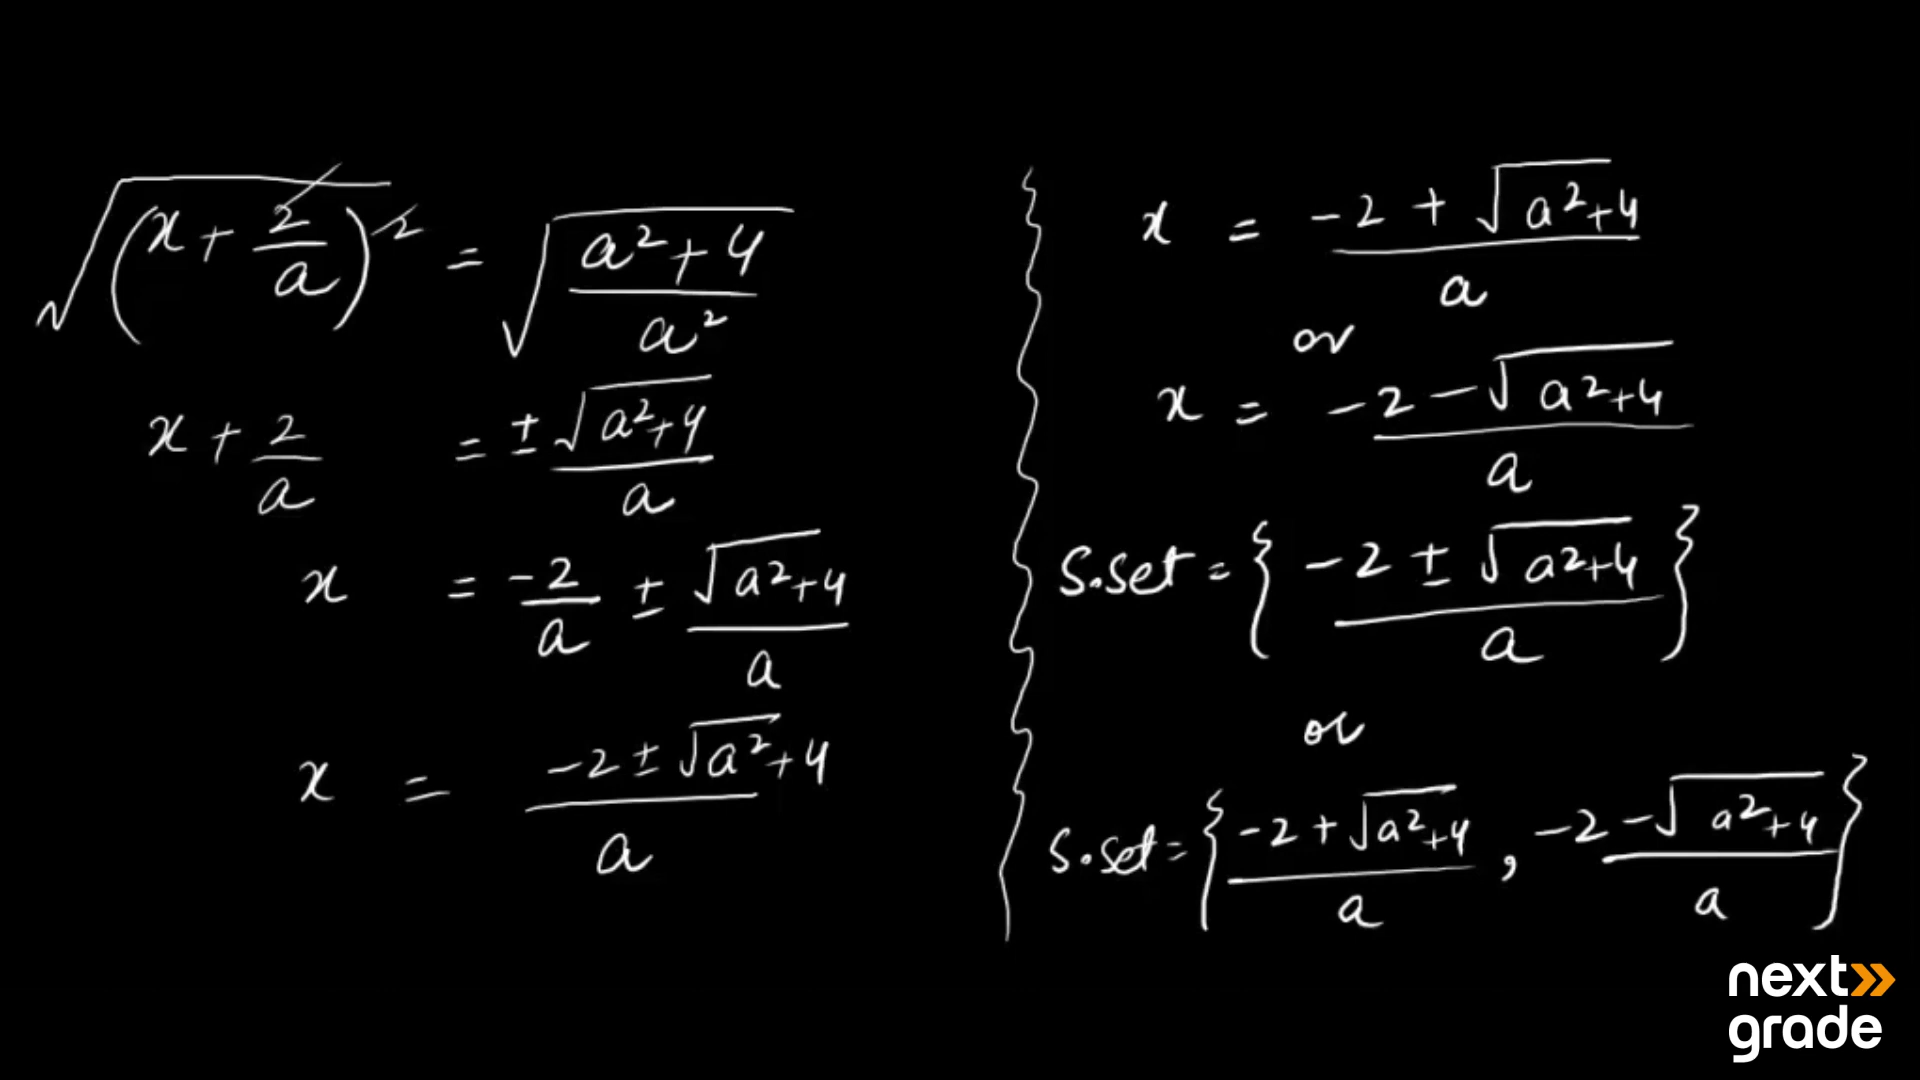 √(x + 2/a)² = √((a² + 4)/a²)
x + 2/a = ± √(a²+4)/a
x = -2/a ± √(a²+4)/a
x = (-2 ± √a² + 4)/a
x = (-2 + √(a²+4))/a
or
x = (-2 - √(a²+4))/a
S.set = { (-2 ± √(a²+4))/a }
or
S.set = { (-2 + √(a²+4))/a , (-2 - √(a²+4))/a }
next
grade